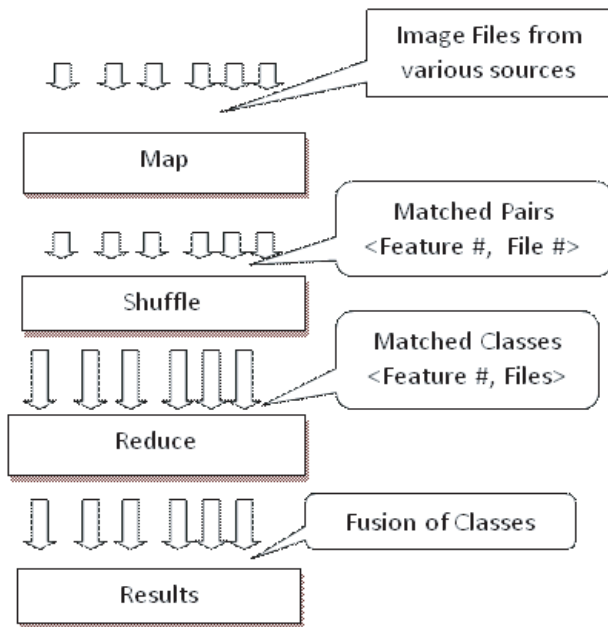 Image Files from
various sources
Map
Matched Pairs
<Feature #, File #>
Shuffle
Matched Classes
<Feature #, Files>
Reduce
Fusion of Classes
Results